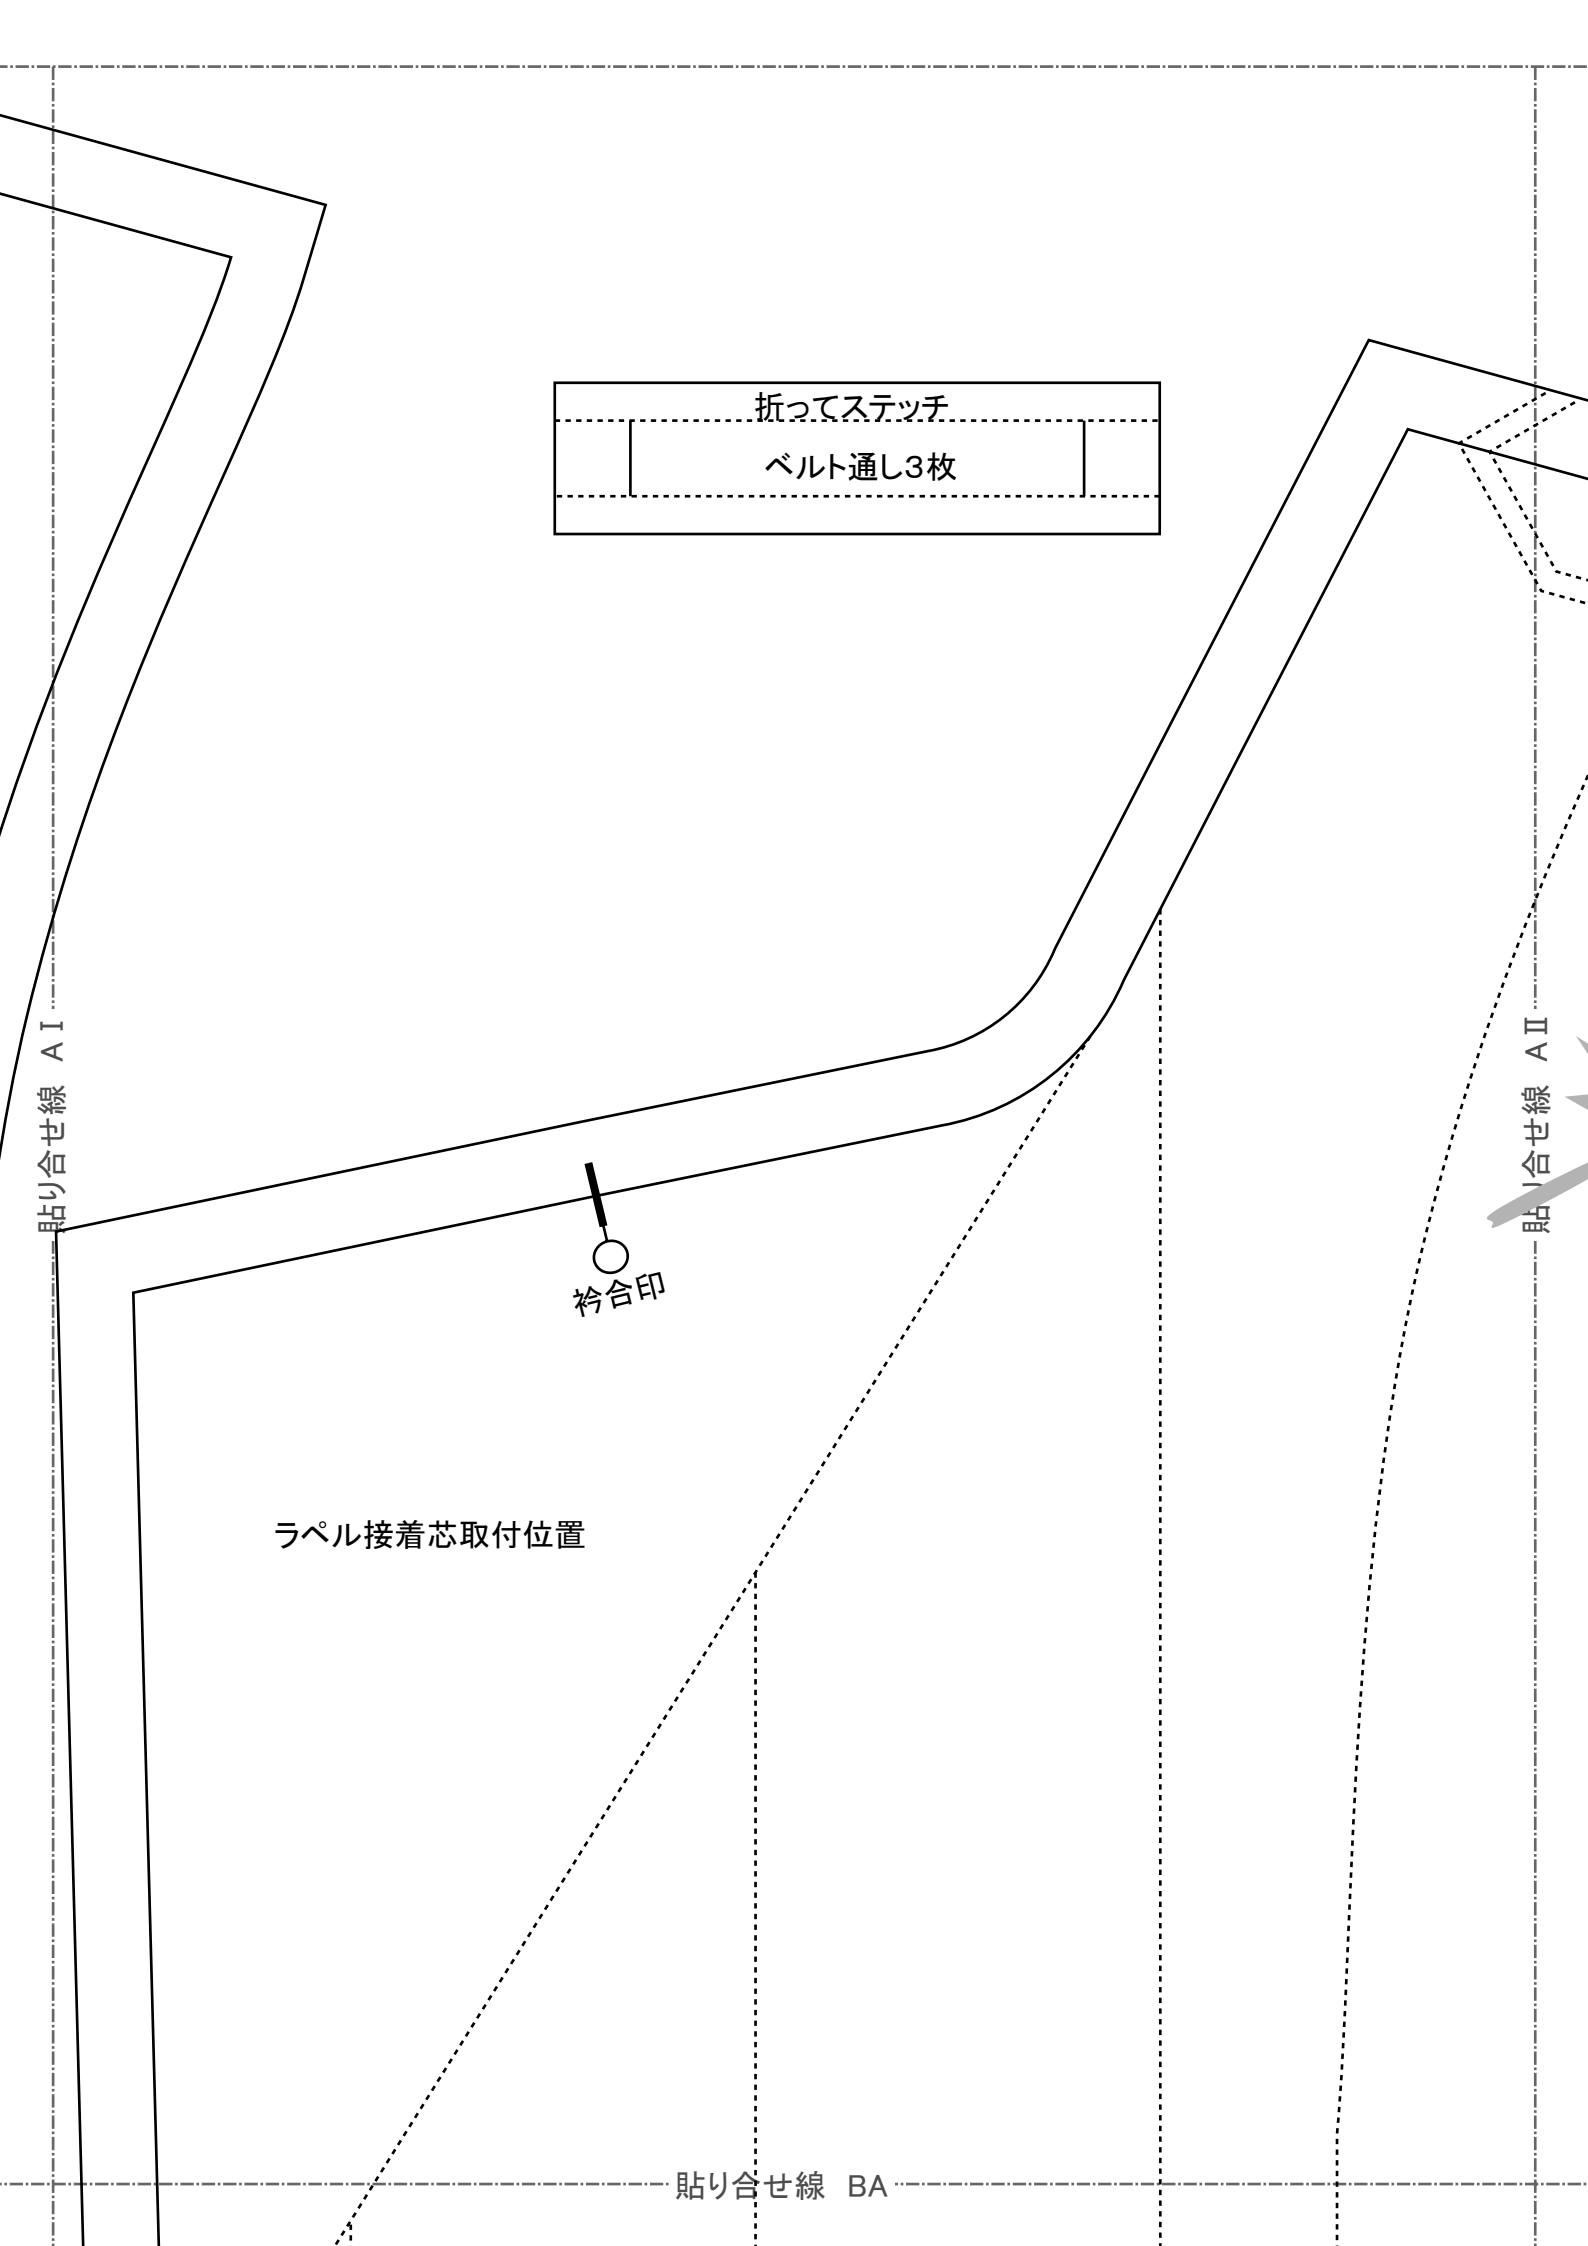 折ってステッチ
ベルト通し３枚
貼り合せ線　ＡⅠ
貼り合せ線　ＡⅡ
衿合印
ラペル接着芯取付位置
貼り合せ線　BA